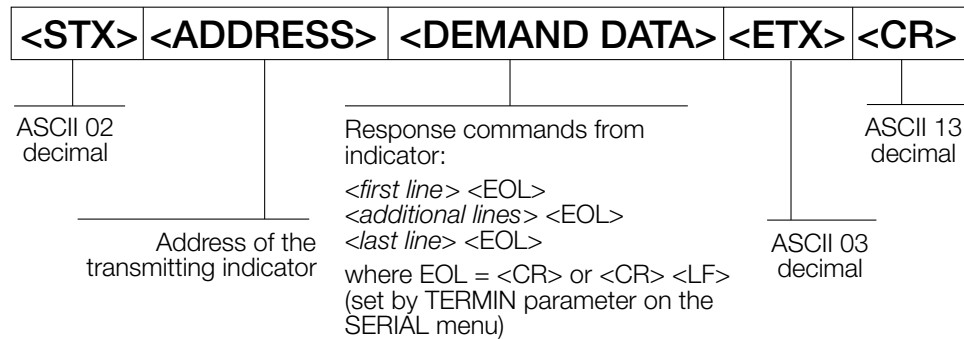 <STX> <ADDRESS> <DEMAND DATA> <ETX> <CR>
ASCII 02
decimal
Address of the
transmitting indicator
Response commands from
indicator:
<first line> <EOL>
<additional lines> <EOL>
<last line> <EOL>
where EOL = <CR> or <CR> <LF>
(set by TERMIN parameter on the
SERIAL menu)
ASCII 03
decimal
ASCII 13
decimal